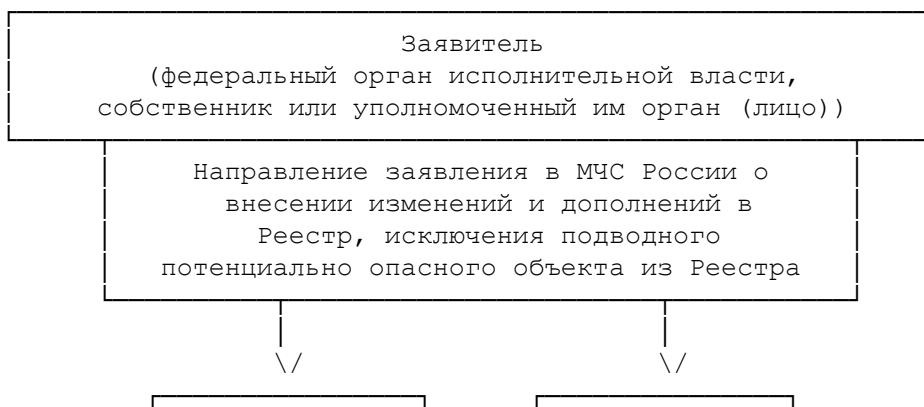 Заявитель
(федеральный орган исполнительной власти,
собственник или уполномоченный им орган (лицо))
Направление заявления в МЧС России о
внесении изменений и дополнений в
Реестр, исключения подводного
потенциально опасного объекта из Реестра